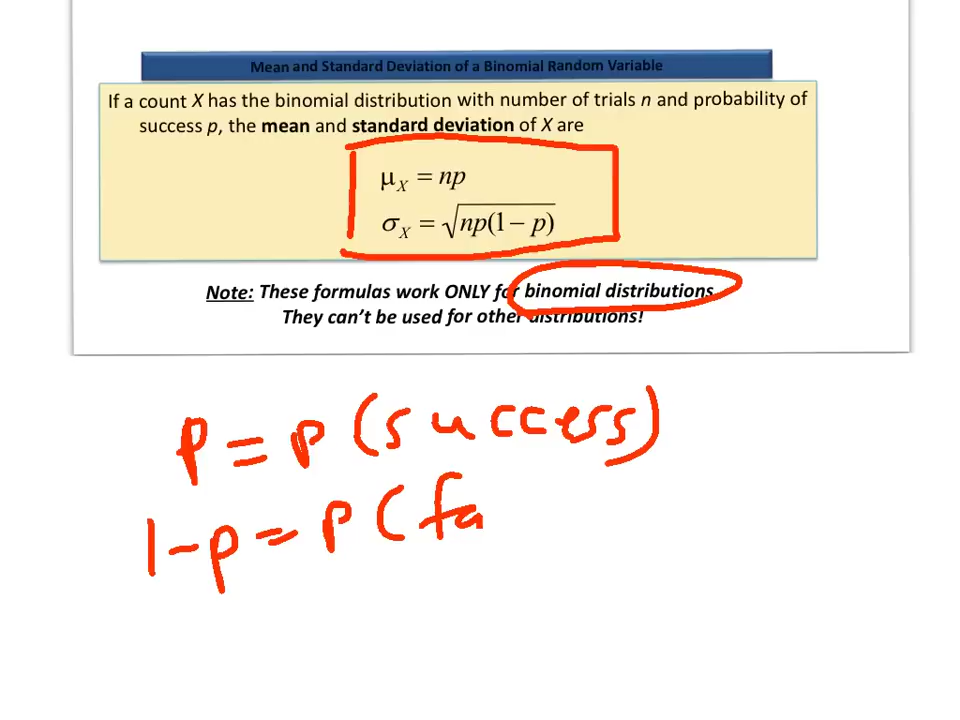 Mean and Standard Deviation of a Binomial Random Variable
If a count X has the binomial distribution with number of trials n and probability of
success p, the mean and standard deviation of X are
μ_X = np
σ_X = √np(1 − p)
Note: These formulas work ONLY for binomial distributions
They can't be used for other distributions!
p = p (success)
1-p = p (fa